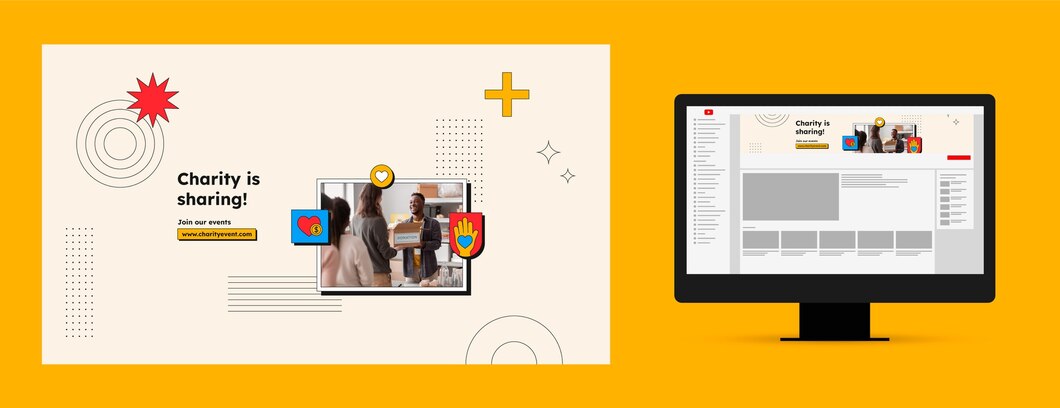 Charity is
sharing!
Join our events
www.charityevent.com
DONATION
Charity is
sharing!
Join our events
www.charityevent.com